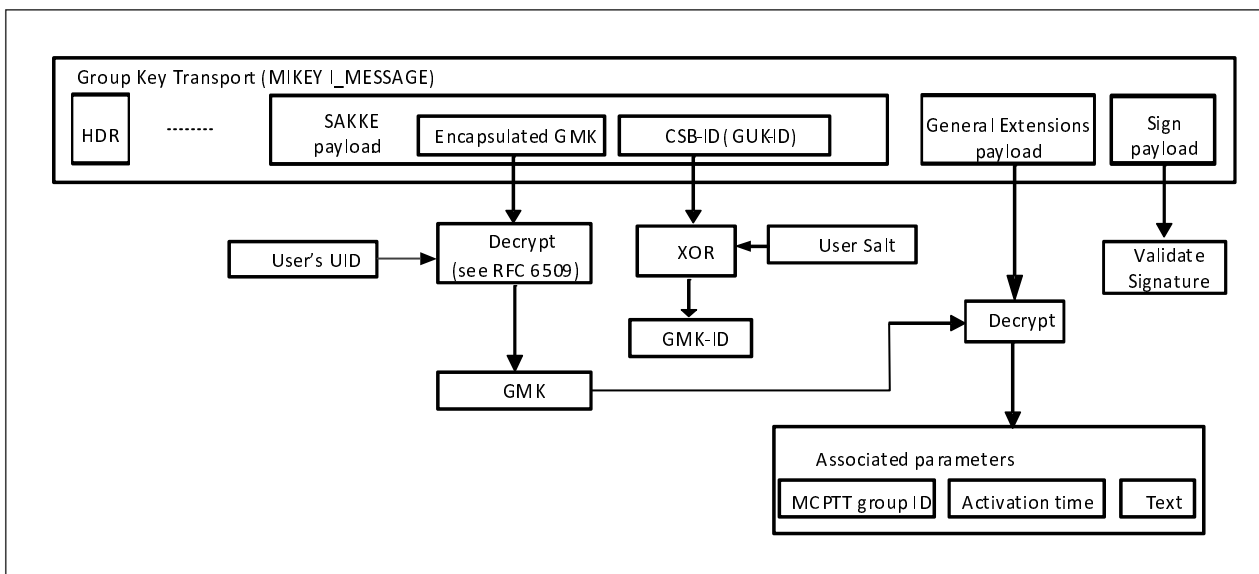 Group Key Transport (MIKEY I_MESSAGE)
HDR
--------
SAKKE
payload
Encapsulated GMK
CSB-ID (GUK-ID)
General Extensions
payload
Sign
payload
User's UID
Decrypt
(see RFC 6509)
XOR
User Salt
Validate
Signature
GMK-ID
Decrypt
GMK
Associated parameters
MCPTT group ID
Activation time
Text